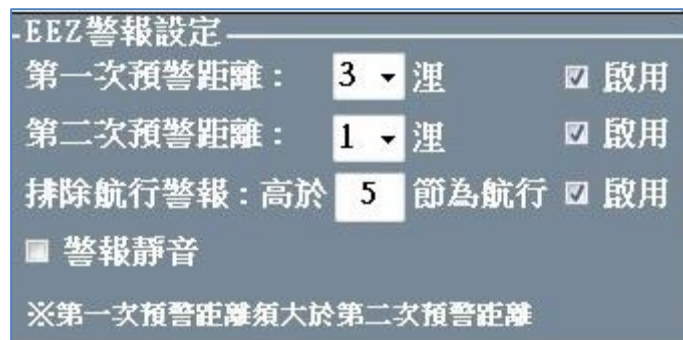 EEZ警報設定
第一次預警距離： 3 浬 啟用
第二次預警距離： 1 浬 啟用
排除航行警報：高於 5 節為航行 啟用
警報靜音
※第一次預警距離須大於第二次預警距離